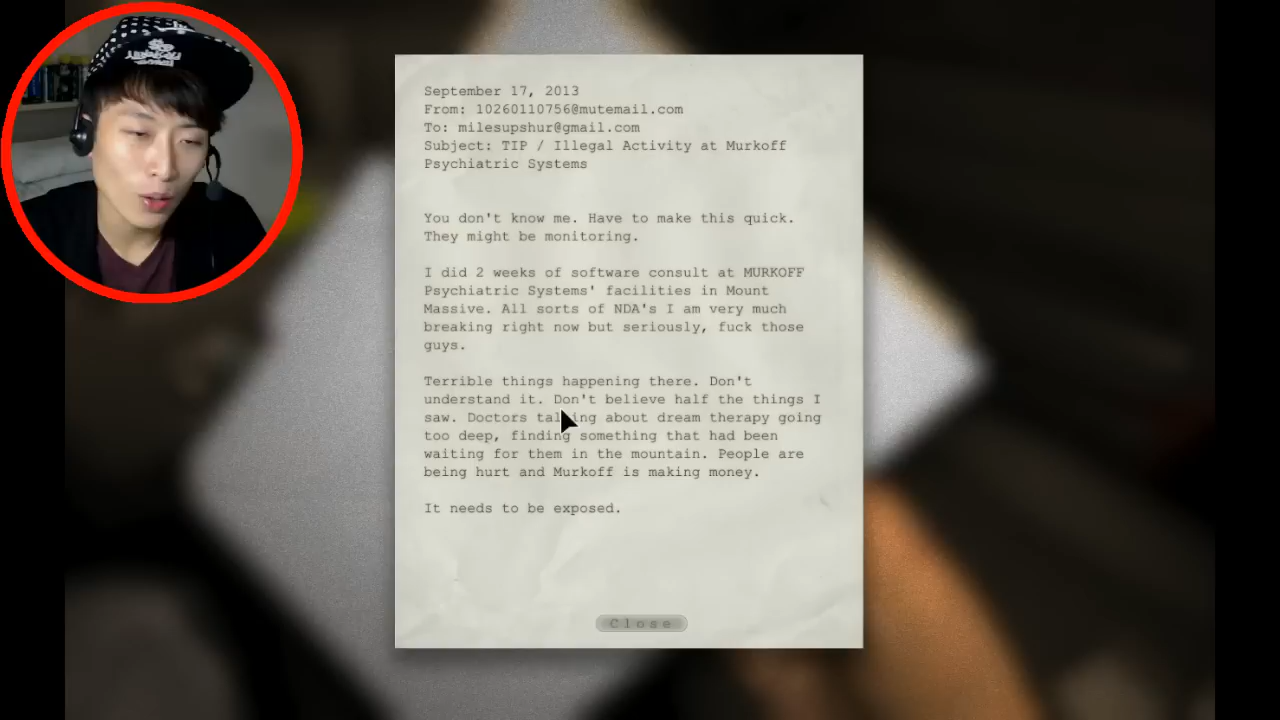 September 17, 2013
From: 10260110756@mutemail.com
To: milesupshur@gmail.com
Subject: TIP / Illegal Activity at Murkoff
Psychiatric Systems
You don't know me. Have to make this quick.
They might be monitoring.
I did 2 weeks of software consult at MURKOFF
Psychiatric Systems' facilities in Mount
Massive. All sorts of NDA's I am very much
breaking right now but seriously, fuck those
guys.
Terrible things happening there. Don't
understand it. Don't believe half the things I
saw. Doctors talking about dream therapy going
too deep, finding something that had been
waiting for them in the mountain. People are
being hurt and Murkoff is making money.
It needs to be exposed.
Close